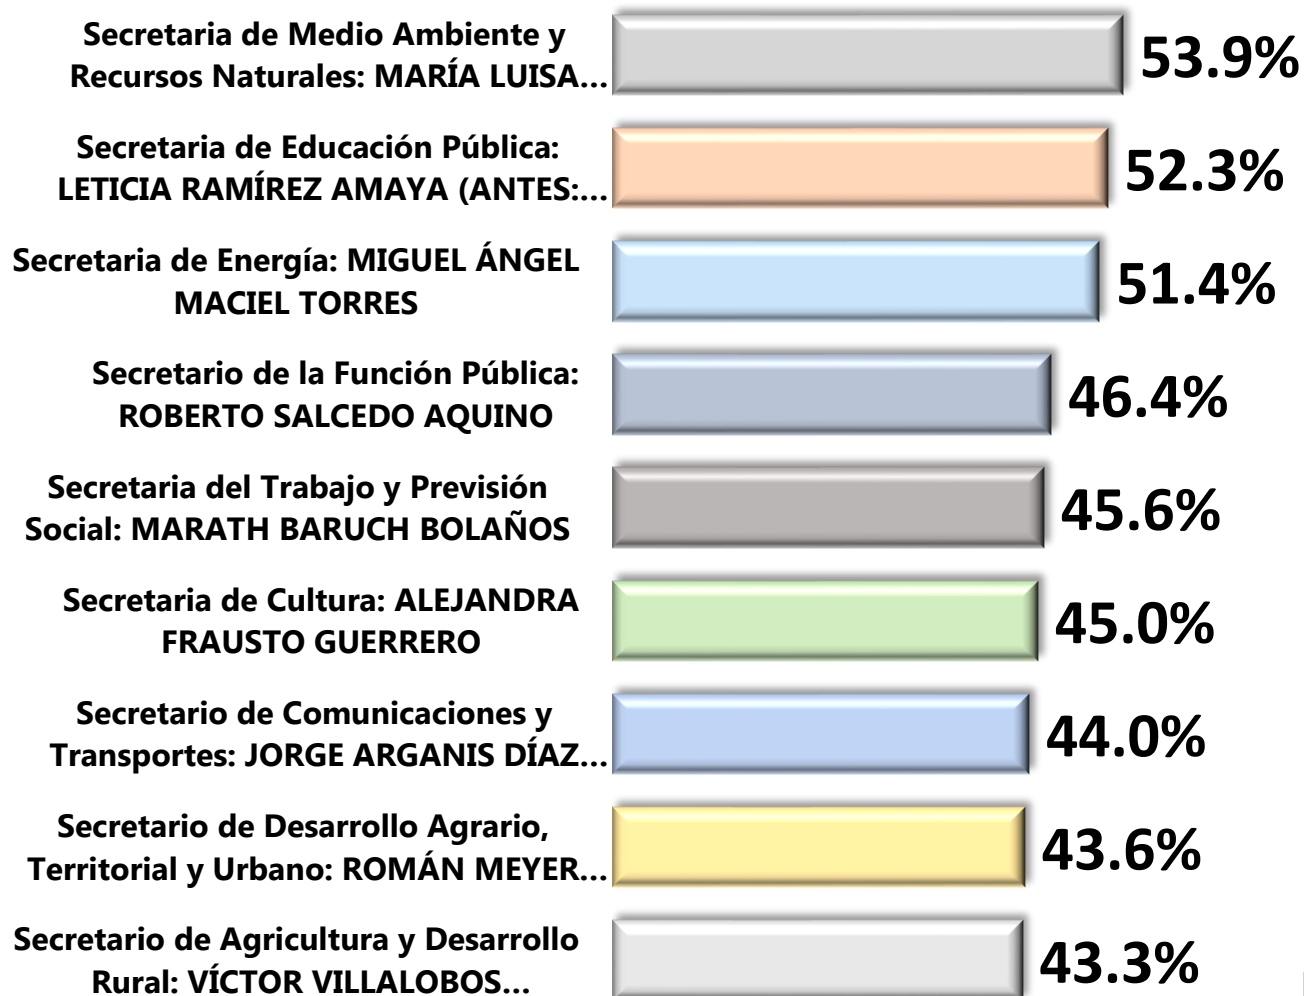 Secretaria de Medio Ambiente y
Recursos Naturales: MARÍA LUISA...
53.9%
Secretaria de Educación Pública:
LETICIA RAMÍREZ AMAYA (ANTES:...
52.3%
Secretaria de Energía: MIGUEL ÁNGEL
MACIEL TORRES
51.4%
Secretario de la Función Pública:
ROBERTO SALCEDO AQUINO
46.4%
Secretaria del Trabajo y Previsión
Social: MARATH BARUCH BOLAÑOS
45.6%
Secretaria de Cultura: ALEJANDRA
FRAUSTO GUERRERO
45.0%
Secretario de Comunicaciones y
Transportes: JORGE ARGANIS DÍAZ...
44.0%
Secretario de Desarrollo Agrario,
Territorial y Urbano: ROMÁN MEYER...
43.6%
Secretario de Agricultura y Desarrollo
Rural: VÍCTOR VILLALOBOS...
43.3%